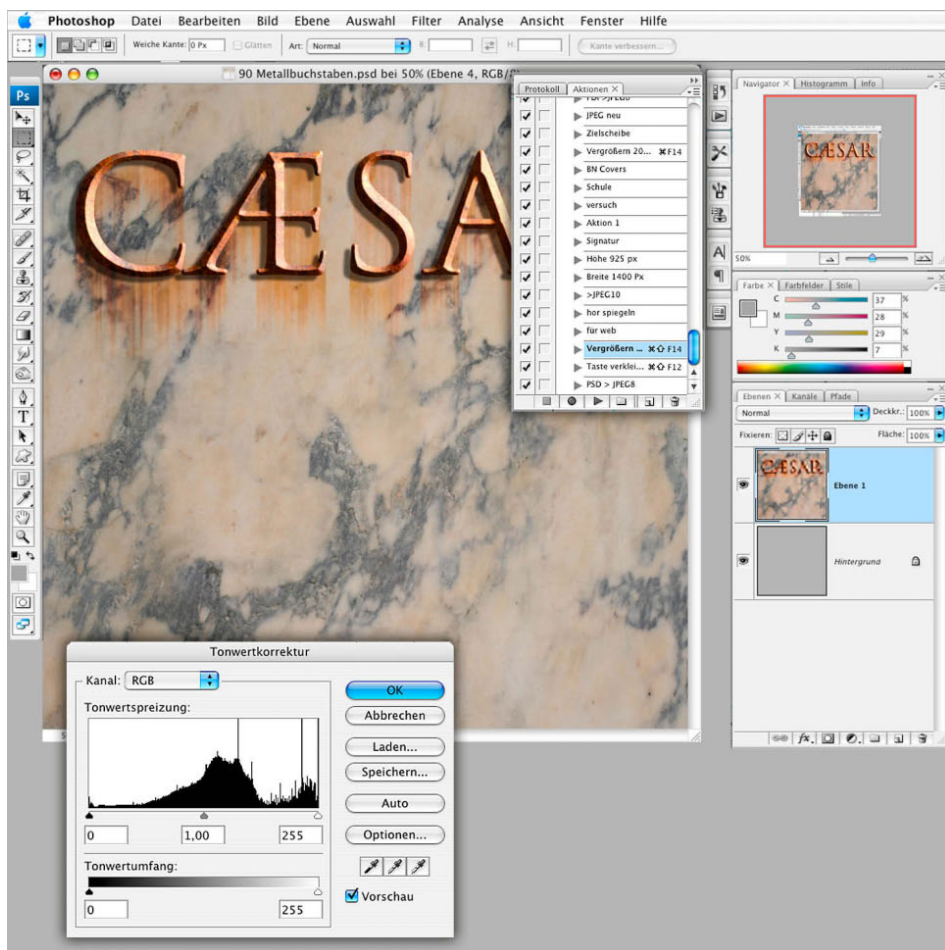 Photoshop Datei Bearbeiten Bild Ebene Auswahl Filter Analyse Ansicht Fenster Hilfe
Weiche Kante: 0 Px Glätten Art: Normal B: H: Kante verbessern...
90 Metallbuchstaben.psd bei 50% (Ebene 4, RGB/8)
Ps
CÆSA
Protokoll Aktionen
JPEG neu
Zielscheibe
Vergrößern 20... ⌘F14
BN Covers
Schule
versuch
Aktion 1
Signatur
Höhe 925 px
Breite 1400 Px
>JPEG10
hor spiegeln
für web
Vergrößern ... ⌘⇧F14
Taste verklei... ⌘⇧F12
PSD > JPEG8
Navigator Histogramm Info
CÆSAR
50%
Farbe Farbfelder Stile
C 37 %
M 28 %
Y 29 %
K 7 %
Ebenen Kanäle Pfade
Normal Deckkr.: 100%
Fixieren: Fläche: 100%
CÆSAR
Ebene 1
Hintergrund
Tonwertkorrektur
Kanal: RGB
Tonwertspreizung:
0 1,00 255
Tonwertumfang:
0 255
OK
Abbrechen
Laden...
Speichern...
Auto
Optionen...
Vorschau